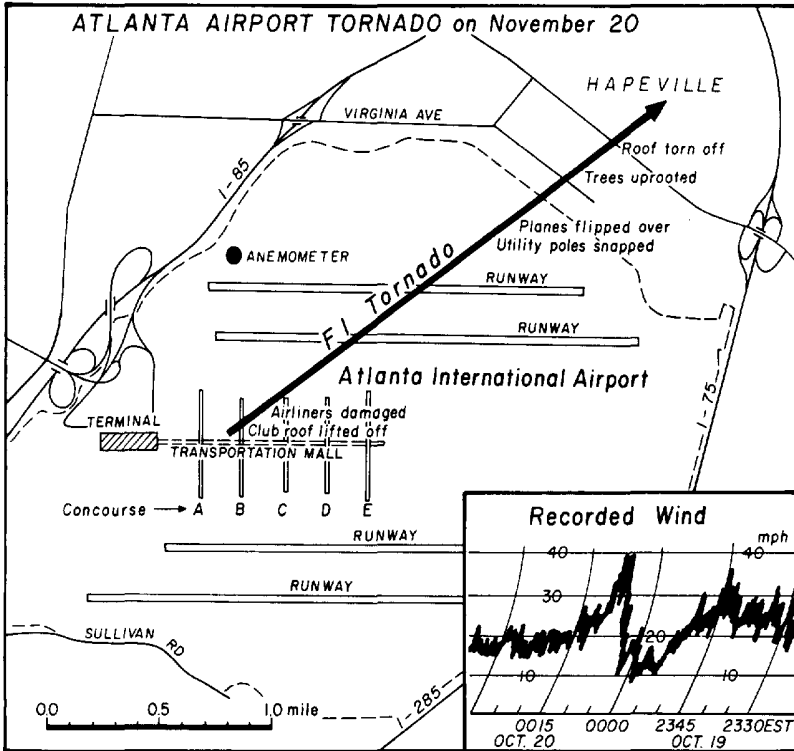 ATLANTA AIRPORT TORNADO on November 20
HAPEVILLE
VIRGINIA AVE
Roof torn off
I-85
Trees uprooted
Planes flipped over
Utility poles snapped
ANEMOMETER
RUNWAY
F1 Tornado
RUNWAY
Atlanta International Airport
I-75
TERMINAL
Airliners damaged
Club roof lifted off
TRANSPORTATION MALL
Concourse → A B C D E
RUNWAY
RUNWAY
SULLIVAN RD
0.0 0.5 1.0 mile
I-285
Recorded Wind
mph
40 40
30 30
20 20
10 10
0015 0000 2345 2330EST
OCT. 20 OCT. 19